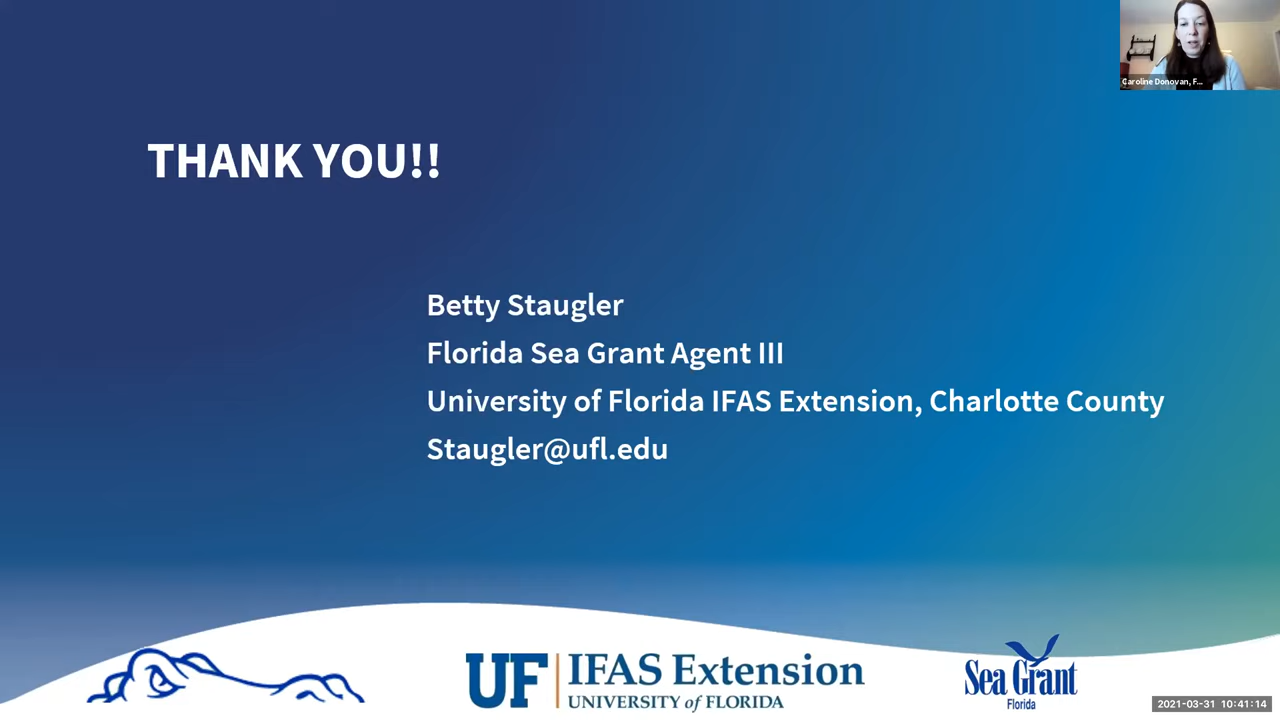 Caroline Donovan, F...
THANK YOU!!
Betty Staugler
Florida Sea Grant Agent III
University of Florida IFAS Extension, Charlotte County
Staugler@ufl.edu
UF IFAS Extension
UNIVERSITY of FLORIDA
Sea Grant
Florida
2021-03-31 10:41:14